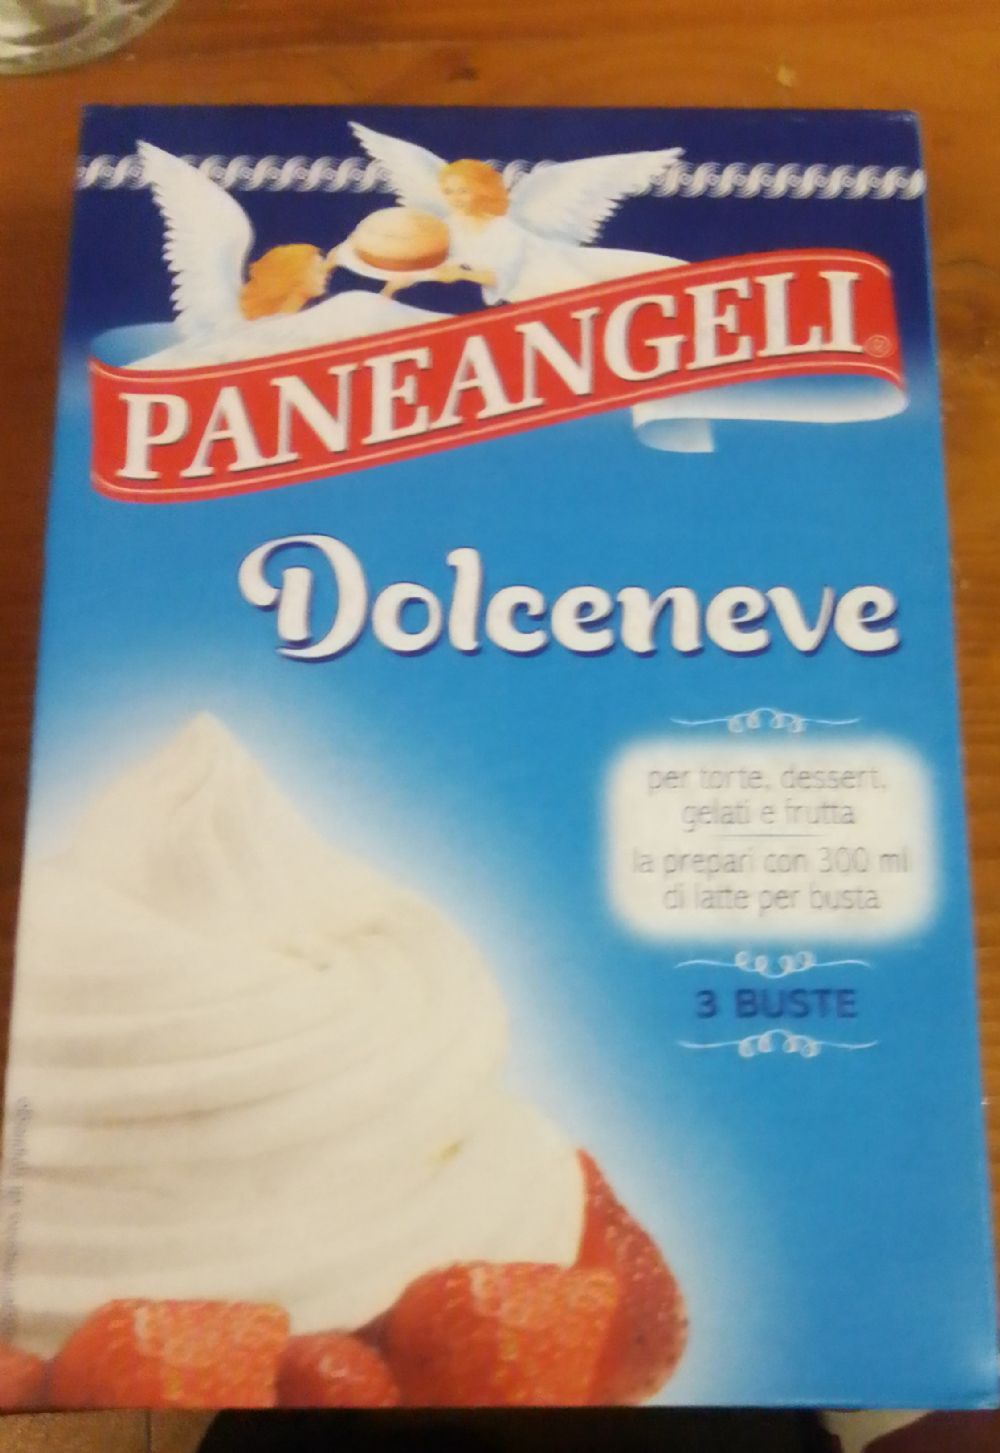 PANEANGELI
Dolceneve
per torte, dessert,
gelati e frutta
la prepari con 300 ml
di latte per busta
3 BUSTE